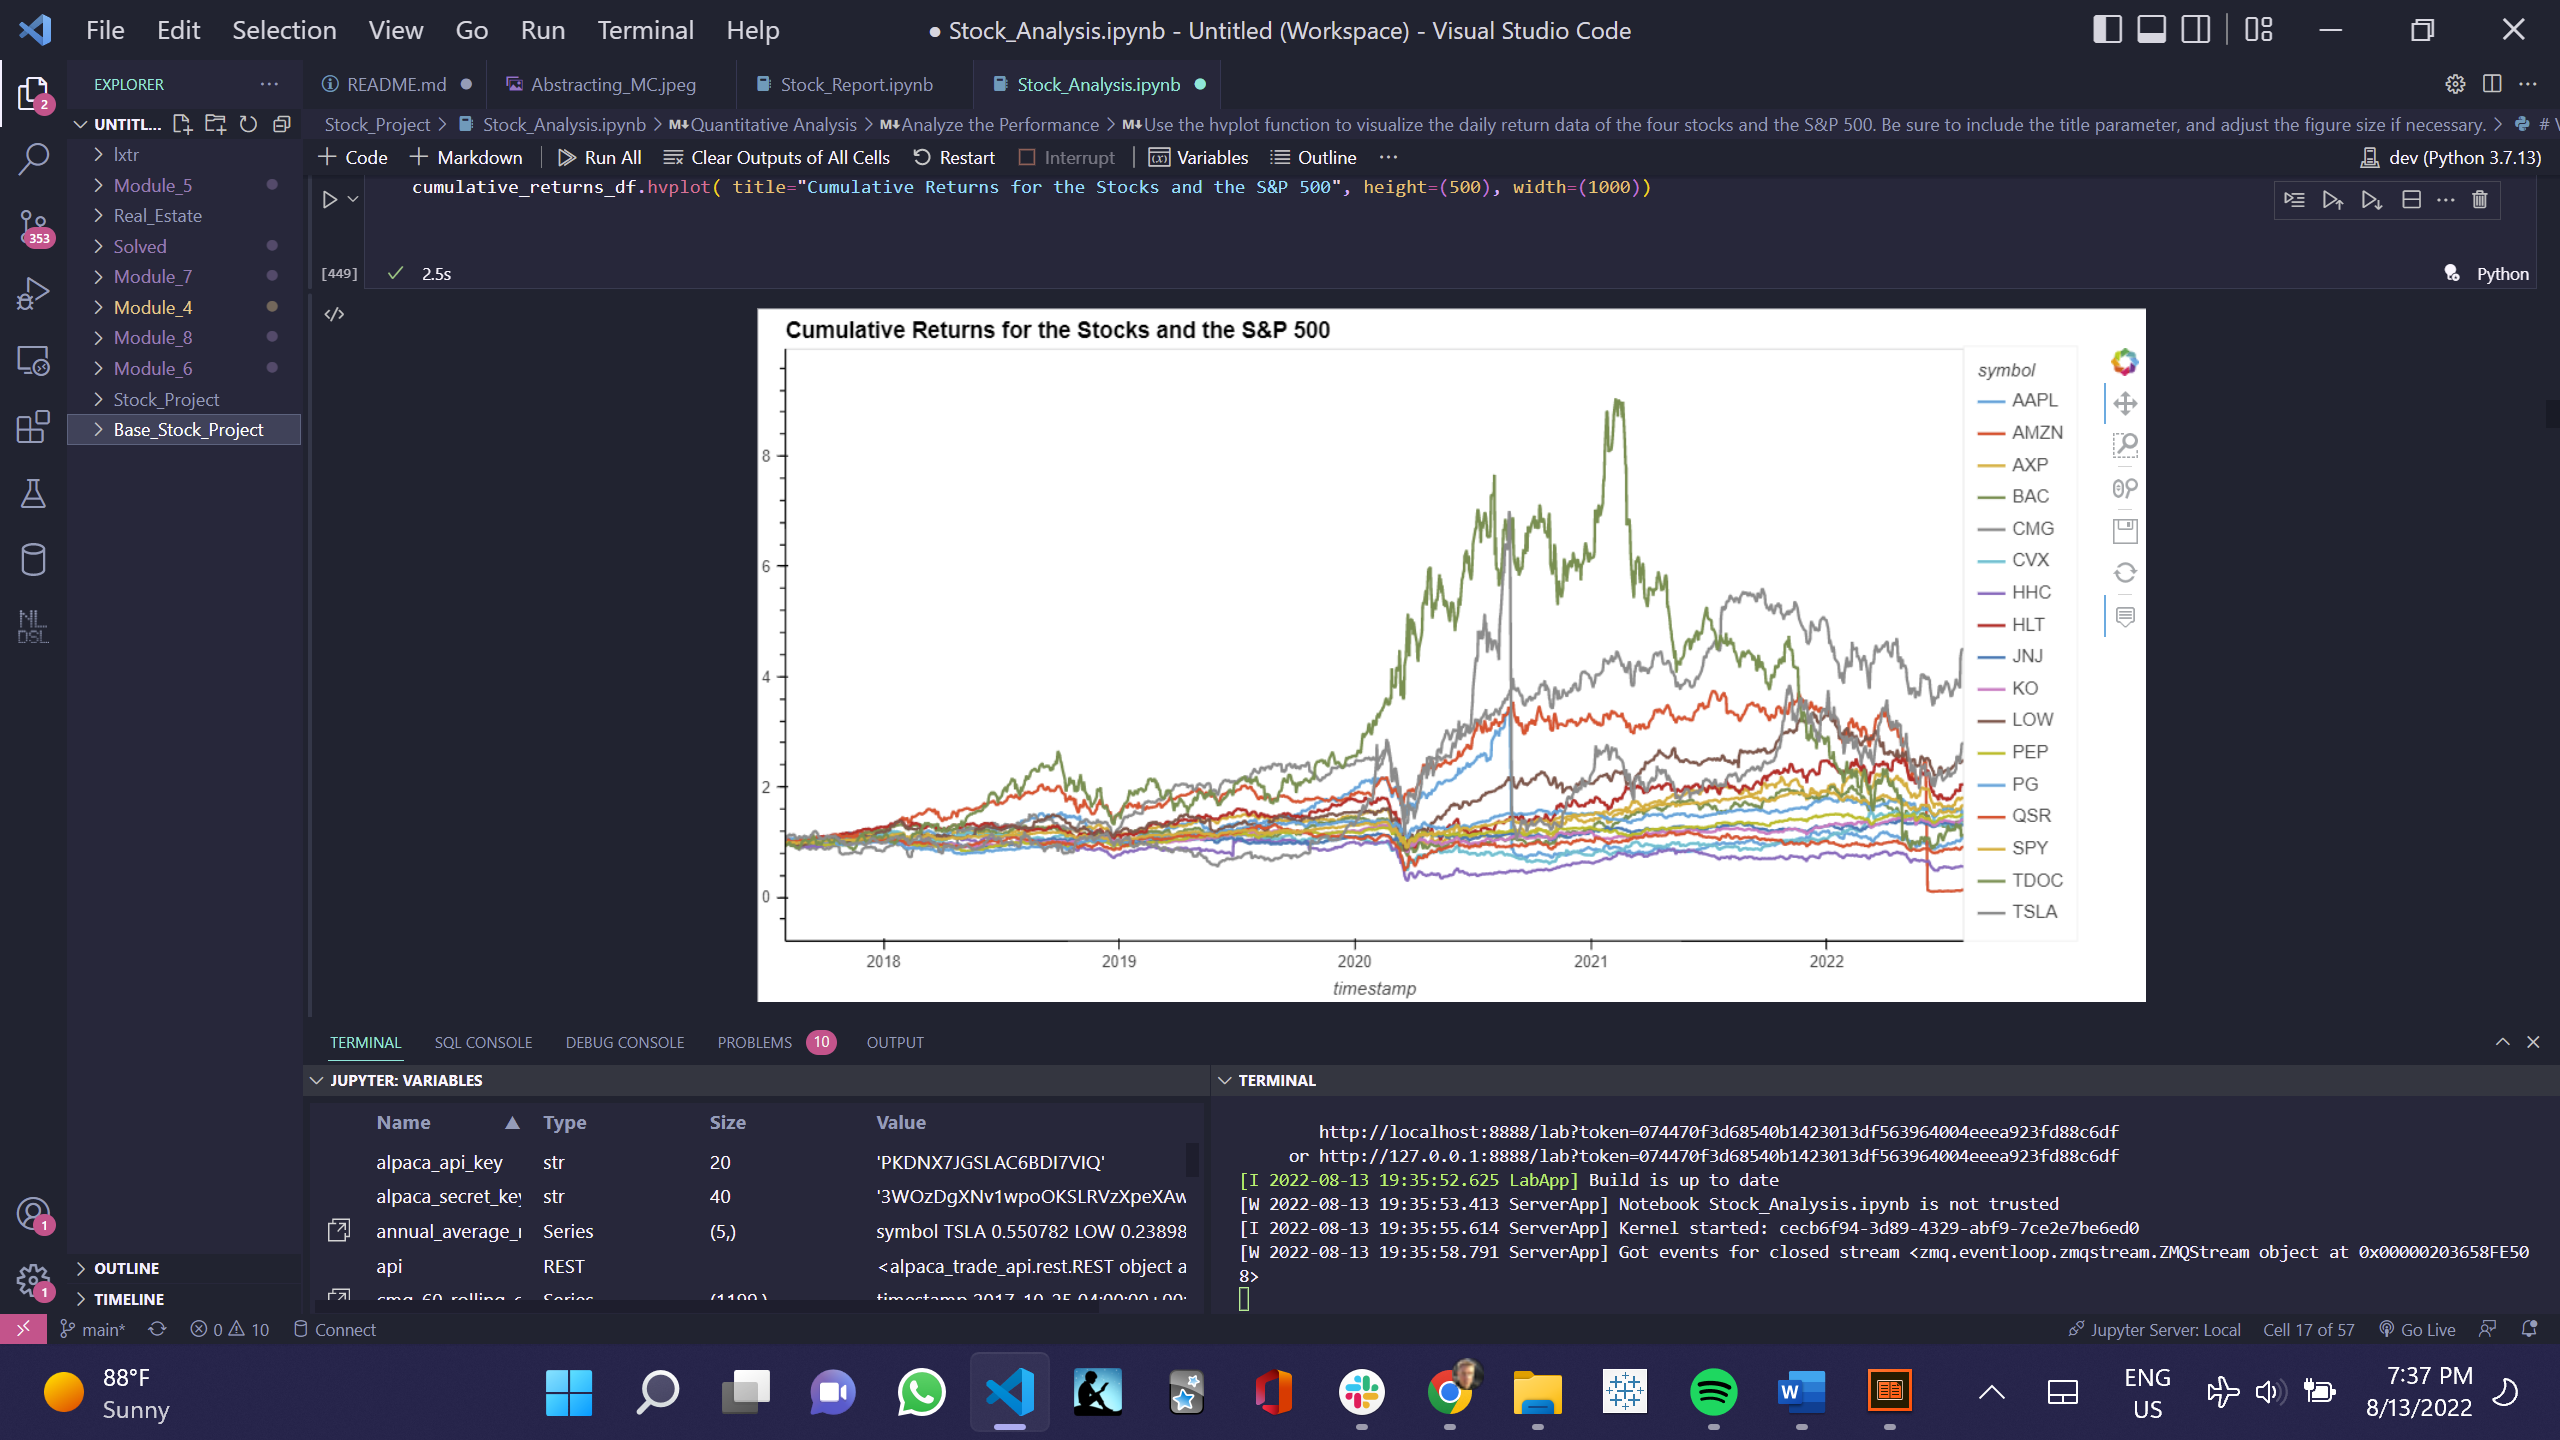 File Edit Selection View Go Run Terminal Help
● Stock_Analysis.ipynb - Untitled (Workspace) - Visual Studio Code
EXPLORER
README.md
Abstracting_MC.jpeg
Stock_Report.ipynb
Stock_Analysis.ipynb
2
UNTITL...
Stock_Project > Stock_Analysis.ipynb > M↓Quantitative Analysis > M↓Analyze the Performance > M↓Use the hvplot function to visualize the daily return data of the four stocks and the S&P 500. Be sure to include the title parameter, and adjust the figure size if necessary. > #
+ Code + Markdown Run All Clear Outputs of All Cells Restart Interrupt Variables Outline ...
dev (Python 3.7.13)
lxtr
Module_5
Real_Estate
Solved
Module_7
Module_4
Module_8
Module_6
Stock_Project
Base_Stock_Project
353
cumulative_returns_df.hvplot( title="Cumulative Returns for the Stocks and the S&P 500", height=(500), width=(1000))
[449] 2.5s
Python
Cumulative Returns for the Stocks and the S&P 500
8
6
4
2
0
2018 2019 2020 2021 2022
timestamp
symbol
AAPL
AMZN
AXP
BAC
CMG
CVX
HHC
HLT
JNJ
KO
LOW
PEP
PG
QSR
SPY
TDOC
TSLA
NL
DSL
TERMINAL SQL CONSOLE DEBUG CONSOLE PROBLEMS 10 OUTPUT
JUPYTER: VARIABLES
Name Type Size Value
alpaca_api_key str 20 'PKDNX7JGSLAC6BDI7VIQ'
alpaca_secret_key str 40 '3WOzDgXNv1wpoOKSLRVzXpeXAw
annual_average_r Series (5,) symbol TSLA 0.550782 LOW 0.23898
api REST <alpaca_trade_api.rest.REST object a
TERMINAL
http://localhost:8888/lab?token=074470f3d68540b1423013df563964004eeea923fd88c6df
or http://127.0.0.1:8888/lab?token=074470f3d68540b1423013df563964004eeea923fd88c6df
[I 2022-08-13 19:35:52.625 LabApp] Build is up to date
[W 2022-08-13 19:35:53.413 ServerApp] Notebook Stock_Analysis.ipynb is not trusted
[I 2022-08-13 19:35:55.614 ServerApp] Kernel started: cecb6f94-3d89-4329-abf9-7ce2e7be6ed0
[W 2022-08-13 19:35:58.791 ServerApp] Got events for closed stream <zmq.eventloop.zmqstream.ZMQStream object at 0x00000203658FE50
8>
1
1
OUTLINE
TIMELINE
main* 0 10 Connect
Jupyter Server: Local Cell 17 of 57 Go Live
88°F
Sunny
ENG
US
7:37 PM
8/13/2022